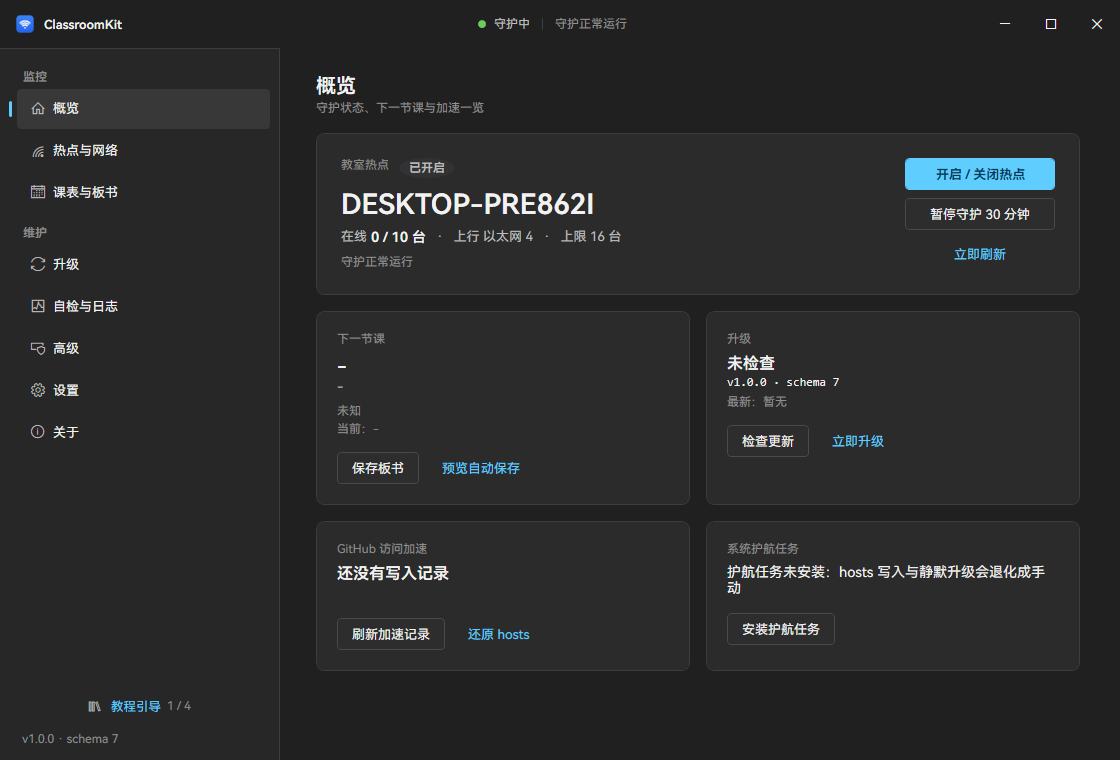 ClassroomKit
守护中
守护正常运行
监控
概览
热点与网络
课表与板书
维护
升级
自检与日志
高级
设置
关于
教程引导 1 / 4
v1.0.0 · schema 7
概览
守护状态、下一节课与加速一览
教室热点 已开启
DESKTOP-PRE862I
在线 0 / 10 台 · 上行 以太网 4 · 上限 16 台
守护正常运行
开启 / 关闭热点
暂停守护 30 分钟
立即刷新
下一节课
–
-
未知
当前：-
保存板书 预览自动保存
升级
未检查
v1.0.0 · schema 7
最新：暂无
检查更新 立即升级
GitHub 访问加速
还没有写入记录
刷新加速记录 还原 hosts
系统护航任务
护航任务未安装：hosts 写入与静默升级会退化成手
动
安装护航任务